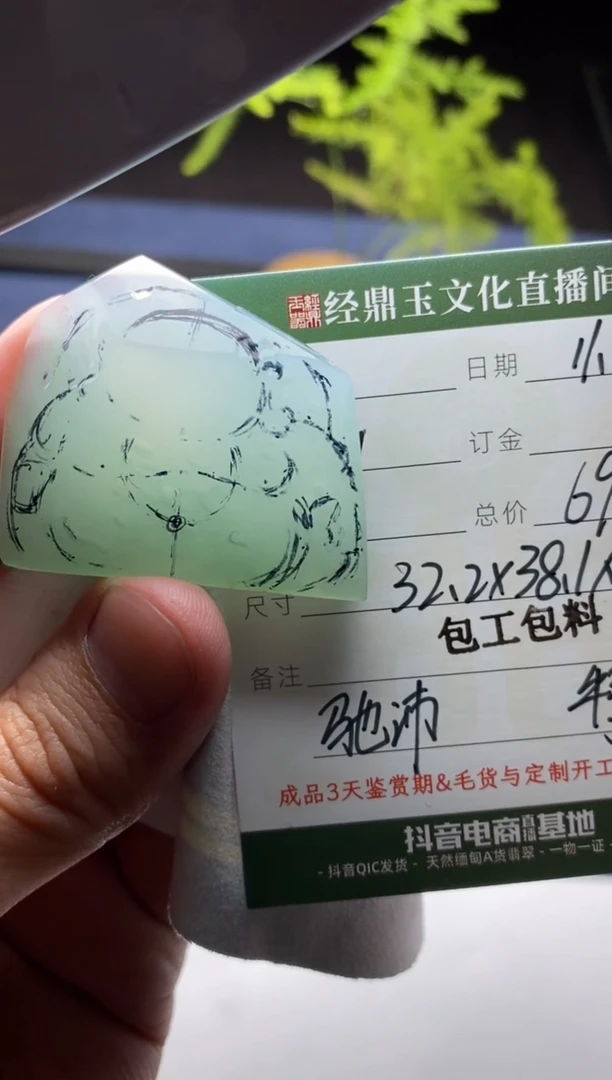 经鼎玉文化直播间
日期
订金
总价 69
尺寸 32.2x38.1x
包工包料
备注
驰沛
成品3天鉴赏期&毛货与定制开工
抖音电商直播基地
- 抖音QIC发货 - 天然缅甸A货翡翠 - 一物一证 -